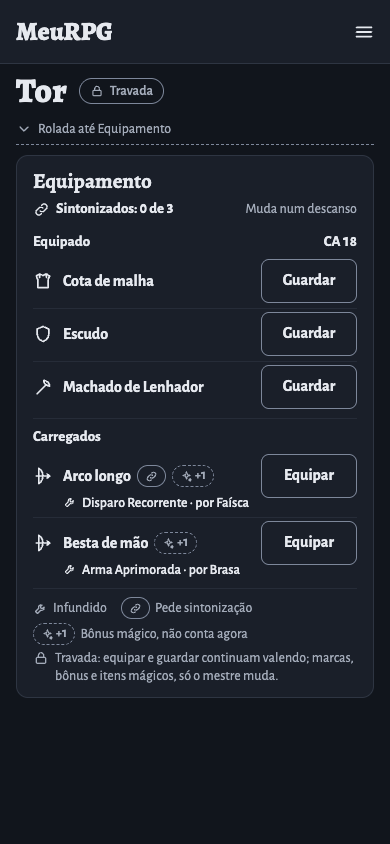 MeuRPG
Tor
Travada
Rolada até Equipamento
Equipamento
Sintonizados: 0 de 3
Muda num descanso
Equipado
CA 18
Cota de malha
Guardar
Escudo
Guardar
Machado de Lenhador
Guardar
Carregados
Arco longo
+1
Equipar
Disparo Recorrente · por Faísca
Besta de mão
+1
Equipar
Arma Aprimorada · por Brasa
Infundido
Pede sintonização
+1 Bônus mágico, não conta agora
Travada: equipar e guardar continuam valendo; marcas,
bônus e itens mágicos, só o mestre muda.